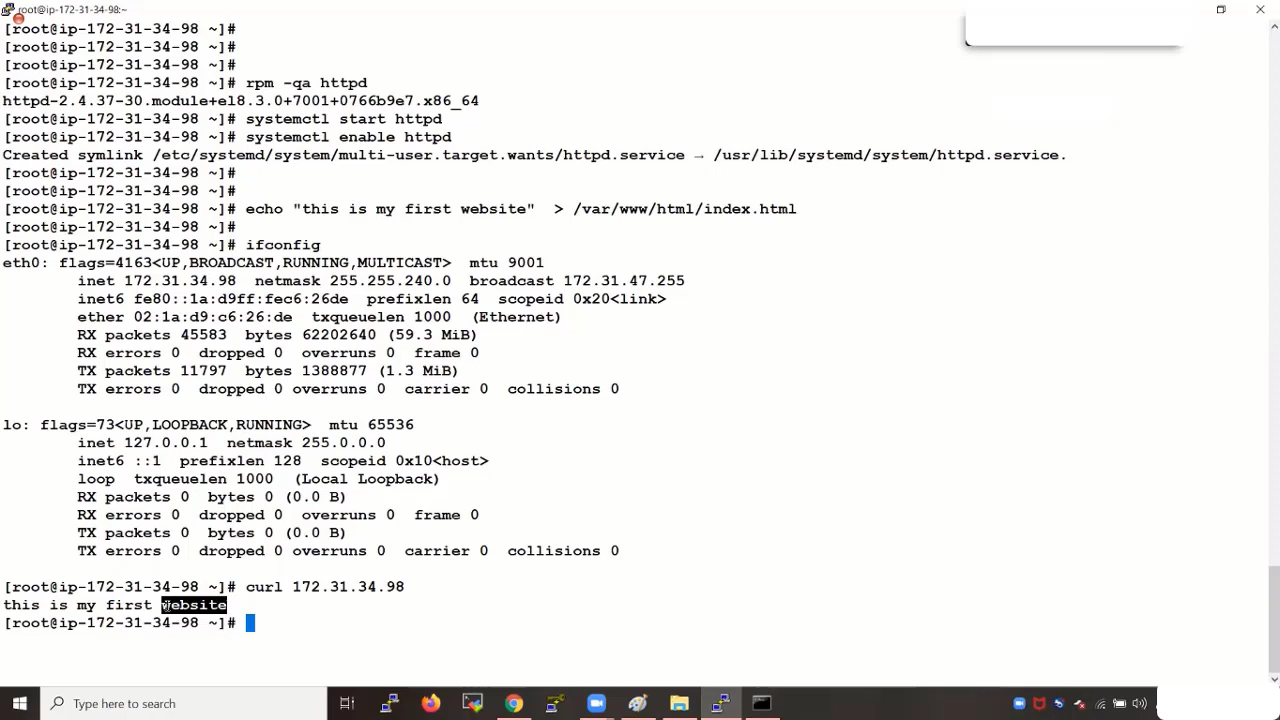 root@ip-172-31-34-98:~
[root@ip-172-31-34-98 ~]#
[root@ip-172-31-34-98 ~]#
[root@ip-172-31-34-98 ~]#
[root@ip-172-31-34-98 ~]# rpm -qa httpd
httpd-2.4.37-30.module+el8.3.0+7001+0766b9e7.x86_64
[root@ip-172-31-34-98 ~]# systemctl start httpd
[root@ip-172-31-34-98 ~]# systemctl enable httpd
Created symlink /etc/systemd/system/multi-user.target.wants/httpd.service → /usr/lib/systemd/system/httpd.service.
[root@ip-172-31-34-98 ~]#
[root@ip-172-31-34-98 ~]#
[root@ip-172-31-34-98 ~]# echo "this is my first website"  > /var/www/html/index.html
[root@ip-172-31-34-98 ~]#
[root@ip-172-31-34-98 ~]# ifconfig
eth0: flags=4163<UP,BROADCAST,RUNNING,MULTICAST>  mtu 9001
inet 172.31.34.98  netmask 255.255.240.0  broadcast 172.31.47.255
inet6 fe80::1a:d9ff:fec6:26de  prefixlen 64  scopeid 0x20<link>
ether 02:1a:d9:c6:26:de  txqueuelen 1000  (Ethernet)
RX packets 45583  bytes 62202640 (59.3 MiB)
RX errors 0  dropped 0  overruns 0  frame 0
TX packets 11797  bytes 1388877 (1.3 MiB)
TX errors 0  dropped 0 overruns 0  carrier 0  collisions 0
lo: flags=73<UP,LOOPBACK,RUNNING>  mtu 65536
inet 127.0.0.1  netmask 255.0.0.0
inet6 ::1  prefixlen 128  scopeid 0x10<host>
loop  txqueuelen 1000  (Local Loopback)
RX packets 0  bytes 0 (0.0 B)
RX errors 0  dropped 0  overruns 0  frame 0
TX packets 0  bytes 0 (0.0 B)
TX errors 0  dropped 0 overruns 0  carrier 0  collisions 0
[root@ip-172-31-34-98 ~]# curl 172.31.34.98
this is my first website
[root@ip-172-31-34-98 ~]#
Type here to search